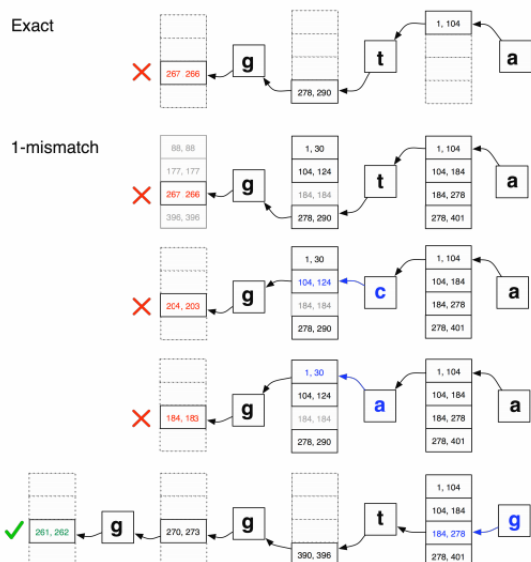 Exact
1, 104
g
t
a
267 266
278, 290
1-mismatch
88, 88
1, 30
1, 104
177, 177
104, 124
104, 184
g
t
a
267 266
184, 184
184, 278
396, 396
278, 290
278, 401
1, 30
1, 104
104, 124
104, 184
g
c
a
204, 203
184, 184
184, 278
278, 290
278, 401
1, 30
1, 104
104, 124
104, 184
g
a
a
184, 183
184, 184
184, 278
278, 290
278, 401
1, 104
104, 184
g
g
t
g
261, 262
270, 273
184, 278
390, 396
278, 401